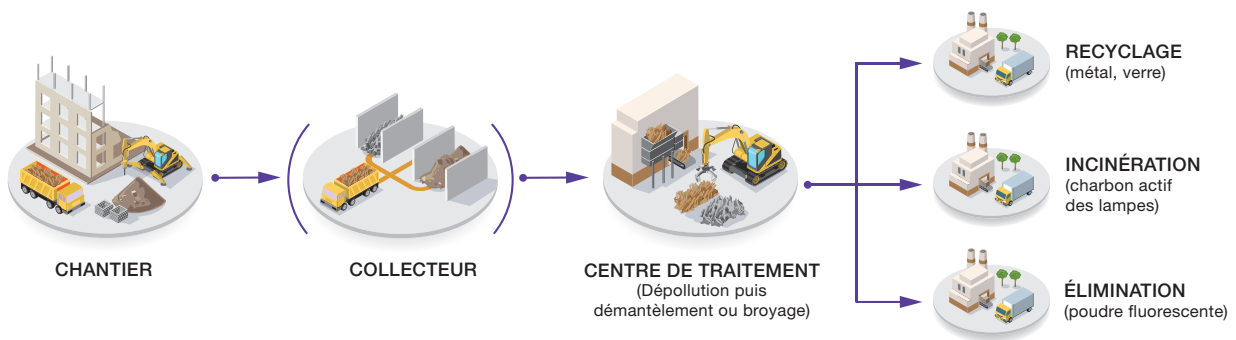 CHANTIER
COLLECTEUR
CENTRE DE TRAITEMENT
(Dépollution puis
démantèlement ou broyage)
RECYCLAGE
(métal, verre)
INCINÉRATION
(charbon actif
des lampes)
ÉLIMINATION
(poudre fluorescente)